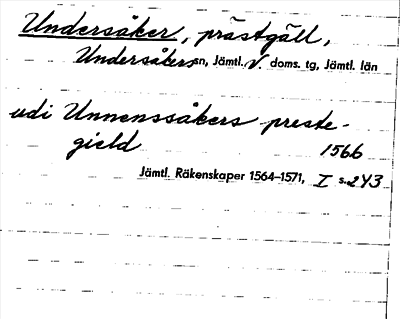 Undersåker, prästgäll,
Undersåkers sn, Jämtl. V. doms. tg, Jämtl. län
udi Unnenssåkers preste-
gield 1566
Jämtl. Räkenskaper 1564–1571, I s. 243